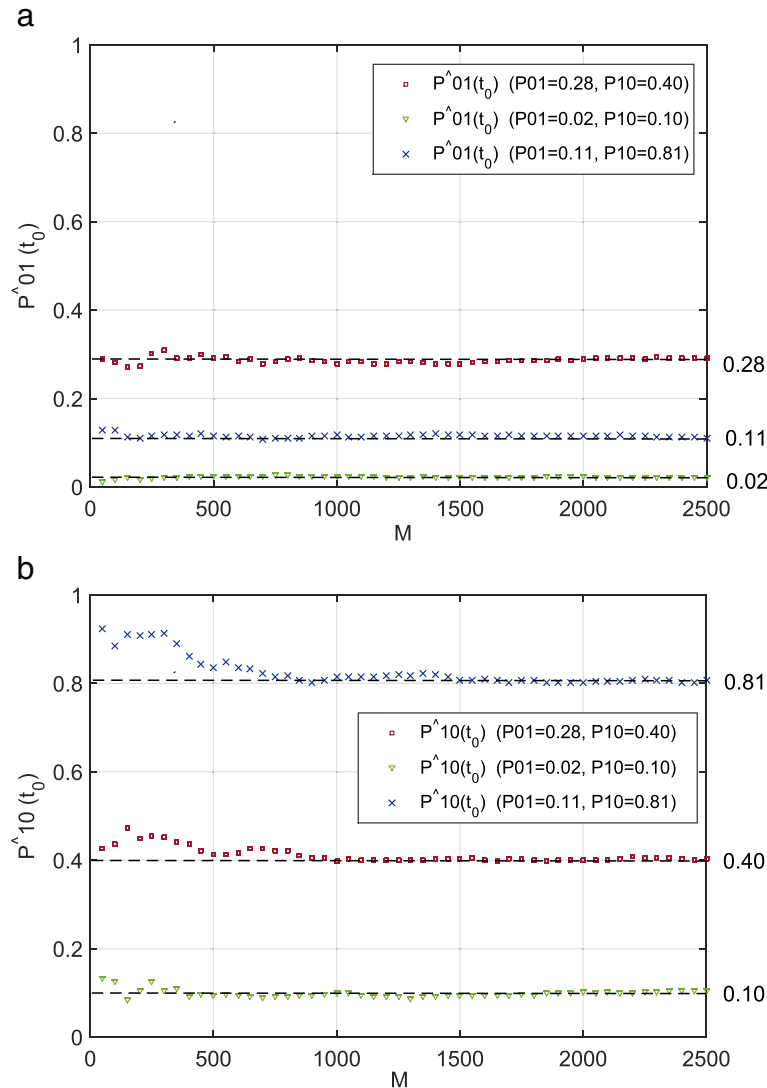 a
1
0.8
0.6
0.4
0.2
0
P^01 (t0)
P^01(t0) (P01=0.28, P10=0.40)
P^01(t0) (P01=0.02, P10=0.10)
P^01(t0) (P01=0.11, P10=0.81)
0.28
0.11
0.02
0 500 1000 1500 2000 2500
M
b
1
0.8
0.6
0.4
0.2
0
P^10 (t0)
P^10(t0) (P01=0.28, P10=0.40)
P^10(t0) (P01=0.02, P10=0.10)
P^10(t0) (P01=0.11, P10=0.81)
0.81
0.40
0.10
0 500 1000 1500 2000 2500
M